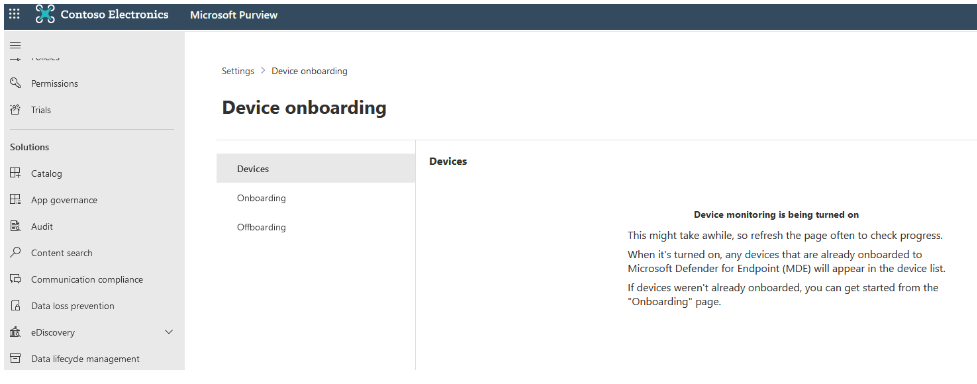 Contoso Electronics Microsoft Purview
Settings > Device onboarding
Permissions
Trials
Solutions
Catalog
App governance
Audit
Content search
Communication compliance
Data loss prevention
eDiscovery
Data lifecycle management
Device onboarding
Devices
Onboarding
Offboarding
Devices
Device monitoring is being turned on
This might take awhile, so refresh the page often to check progress.
When it's turned on, any devices that are already onboarded to
Microsoft Defender for Endpoint (MDE) will appear in the device list.
If devices weren't already onboarded, you can get started from the
"Onboarding" page.